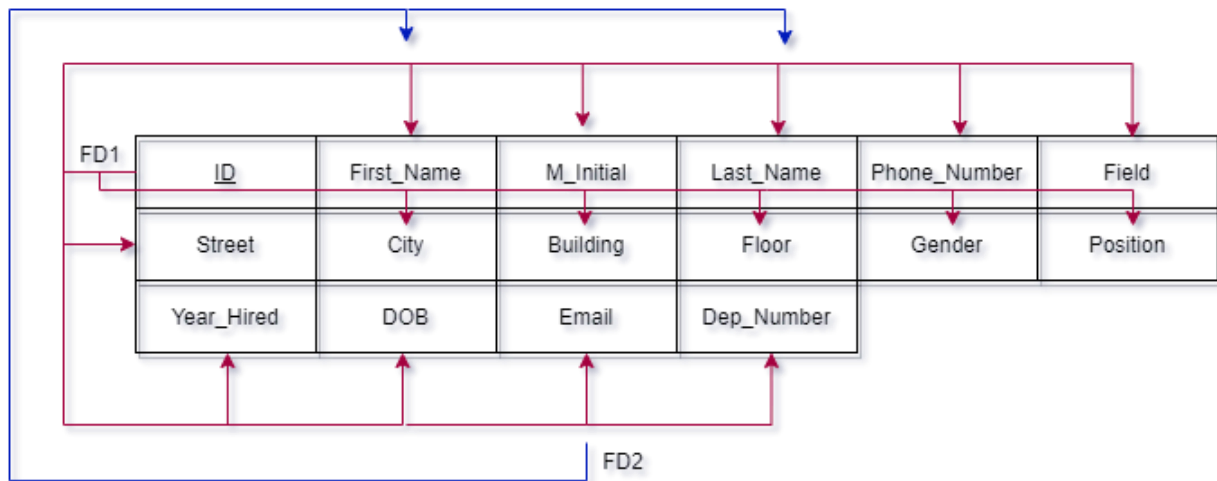 FD1
ID First_Name M_Initial Last_Name Phone_Number Field
Street City Building Floor Gender Position
Year_Hired DOB Email Dep_Number
FD2